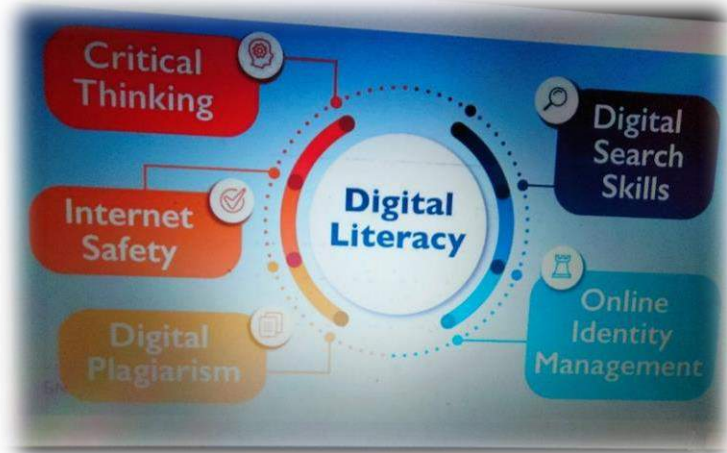 Critical
Thinking
Internet
Safety
Digital
Plagiarism
Digital
Literacy
Digital
Search
Skills
Online
Identity
Management